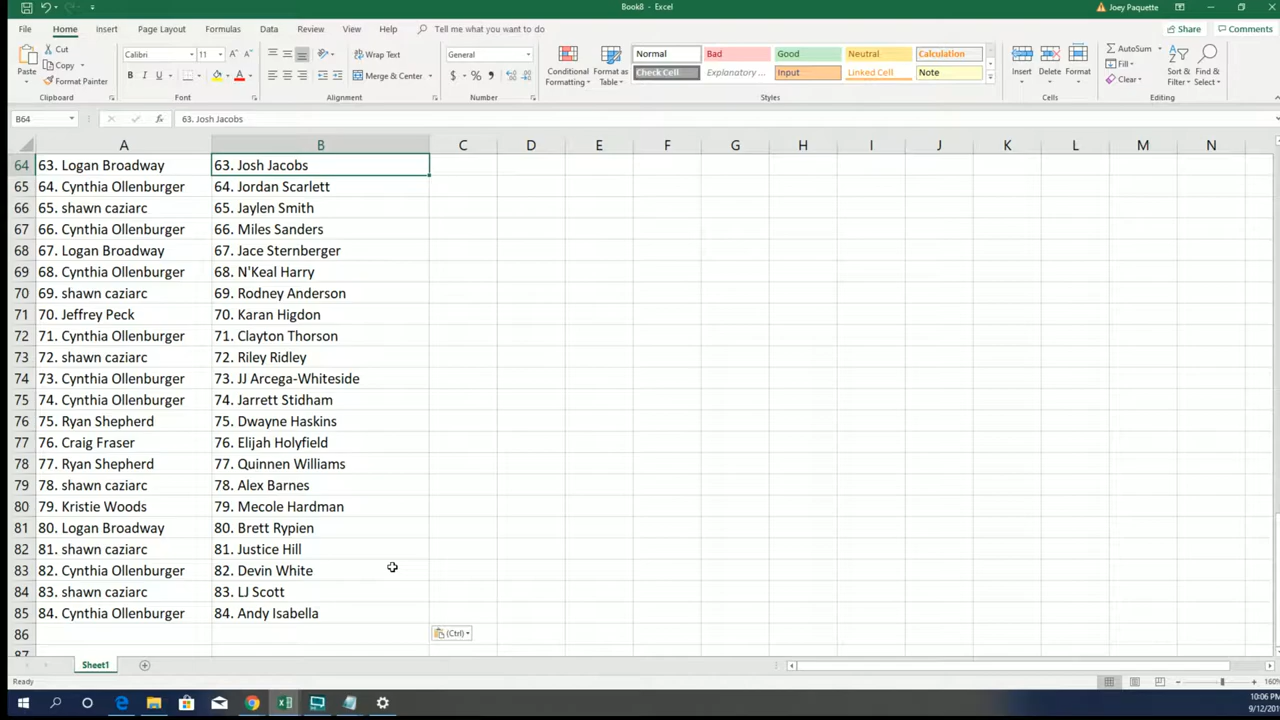 Book8 - Excel
Joey Paquette
File Home Insert Page Layout Formulas Data Review View Help Tell me what you want to do Share Comments
Paste Cut Copy Format Painter Clipboard
Calibri 11 B I U A Font
Wrap Text Merge & Center Alignment
General $ % , Number
Conditional Formatting Format as Table
Normal Bad Good Neutral Calculation
Check Cell Explanatory ... Input Linked Cell Note
Styles
Insert Delete Format Cells
AutoSum Fill Clear Sort & Filter Find & Select Editing
B64 fx 63. Josh Jacobs
A B C D E F G H I J K L M N
64 63. Logan Broadway 63. Josh Jacobs
65 64. Cynthia Ollenburger 64. Jordan Scarlett
66 65. shawn caziarc 65. Jaylen Smith
67 66. Cynthia Ollenburger 66. Miles Sanders
68 67. Logan Broadway 67. Jace Sternberger
69 68. Cynthia Ollenburger 68. N'Keal Harry
70 69. shawn caziarc 69. Rodney Anderson
71 70. Jeffrey Peck 70. Karan Higdon
72 71. Cynthia Ollenburger 71. Clayton Thorson
73 72. shawn caziarc 72. Riley Ridley
74 73. Cynthia Ollenburger 73. JJ Arcega-Whiteside
75 74. Cynthia Ollenburger 74. Jarrett Stidham
76 75. Ryan Shepherd 75. Dwayne Haskins
77 76. Craig Fraser 76. Elijah Holyfield
78 77. Ryan Shepherd 77. Quinnen Williams
79 78. shawn caziarc 78. Alex Barnes
80 79. Kristie Woods 79. Mecole Hardman
81 80. Logan Broadway 80. Brett Rypien
82 81. shawn caziarc 81. Justice Hill
83 82. Cynthia Ollenburger 82. Devin White
84 83. shawn caziarc 83. LJ Scott
85 84. Cynthia Ollenburger 84. Andy Isabella
86 (Ctrl)
87
Sheet1
Ready 160%
10:06 PM